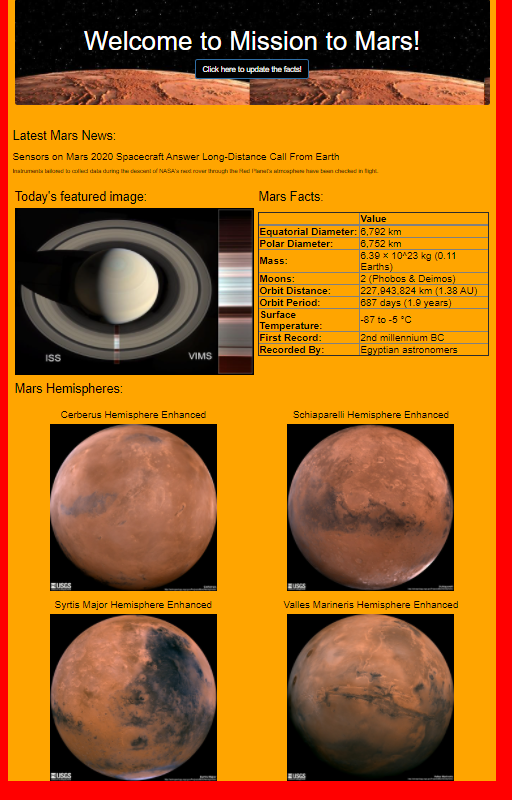 Welcome to Mission to Mars!
Click here to update the facts!
Latest Mars News:
Sensors on Mars 2020 Spacecraft Answer Long-Distance Call From Earth
Instruments tailored to collect data during the descent of NASA's next rover through the Red Planet's atmosphere have been checked in flight.
Today's featured image:
ISS
VIMS
Mars Facts:
Value
Equatorial Diameter: 6,792 km
Polar Diameter: 6,752 km
Mass: 6.39 × 10^23 kg (0.11
Earths)
Moons: 2 (Phobos & Deimos)
Orbit Distance: 227,943,824 km (1.38 AU)
Orbit Period: 687 days (1.9 years)
Surface
Temperature: -87 to -5 °C
First Record: 2nd millennium BC
Recorded By: Egyptian astronomers
Mars Hemispheres:
Cerberus Hemisphere Enhanced
USGS
Schiaparelli Hemisphere Enhanced
USGS
Syrtis Major Hemisphere Enhanced
USGS
Valles Marineris Hemisphere Enhanced
USGS